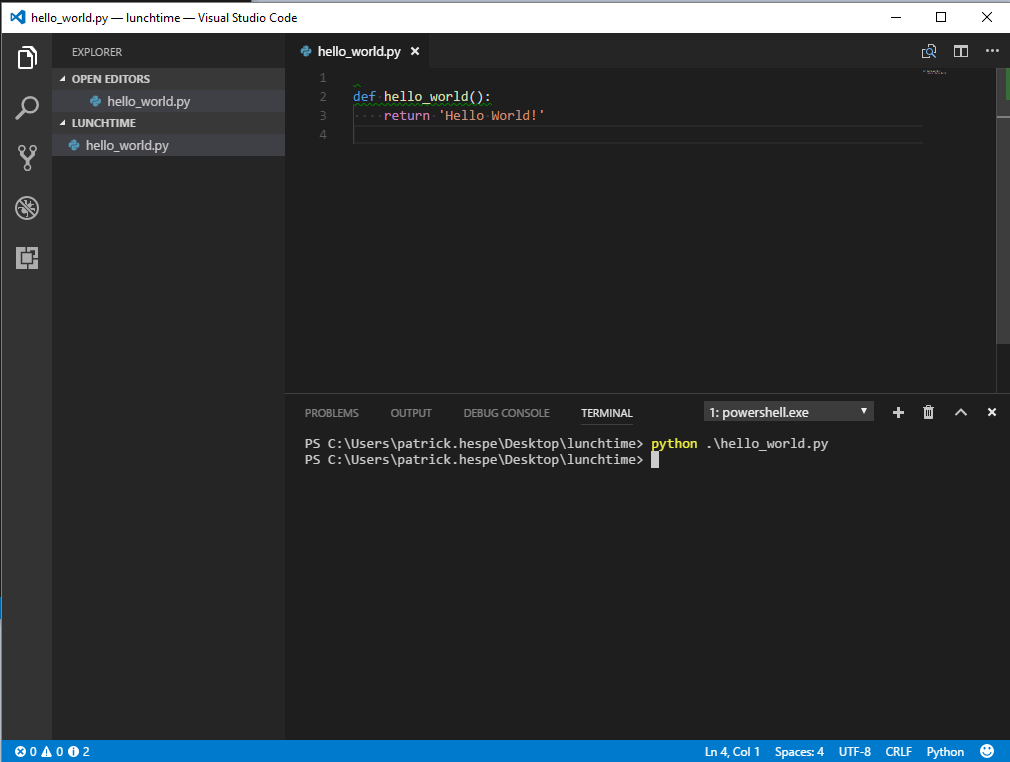 hello_world.py — lunchtime — Visual Studio Code
EXPLORER
OPEN EDITORS
hello_world.py
LUNCHTIME
hello_world.py
hello_world.py
1
2 def hello_world():
3     return 'Hello World!'
4
PROBLEMS OUTPUT DEBUG CONSOLE TERMINAL 1: powershell.exe
PS C:\Users\patrick.hespe\Desktop\lunchtime> python .\hello_world.py
PS C:\Users\patrick.hespe\Desktop\lunchtime>
0 0 2 Ln 4, Col 1 Spaces: 4 UTF-8 CRLF Python